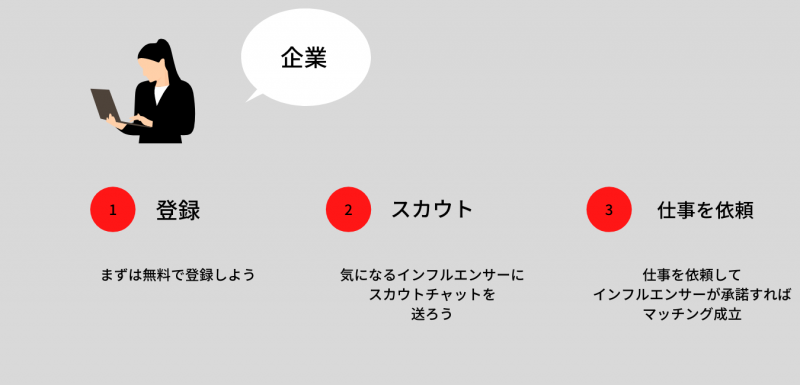 企業
1 登録
まずは無料で登録しよう
2 スカウト
気になるインフルエンサーに
スカウトチャットを
送ろう
3 仕事を依頼
仕事を依頼して
インフルエンサーが承諾すれば
マッチング成立